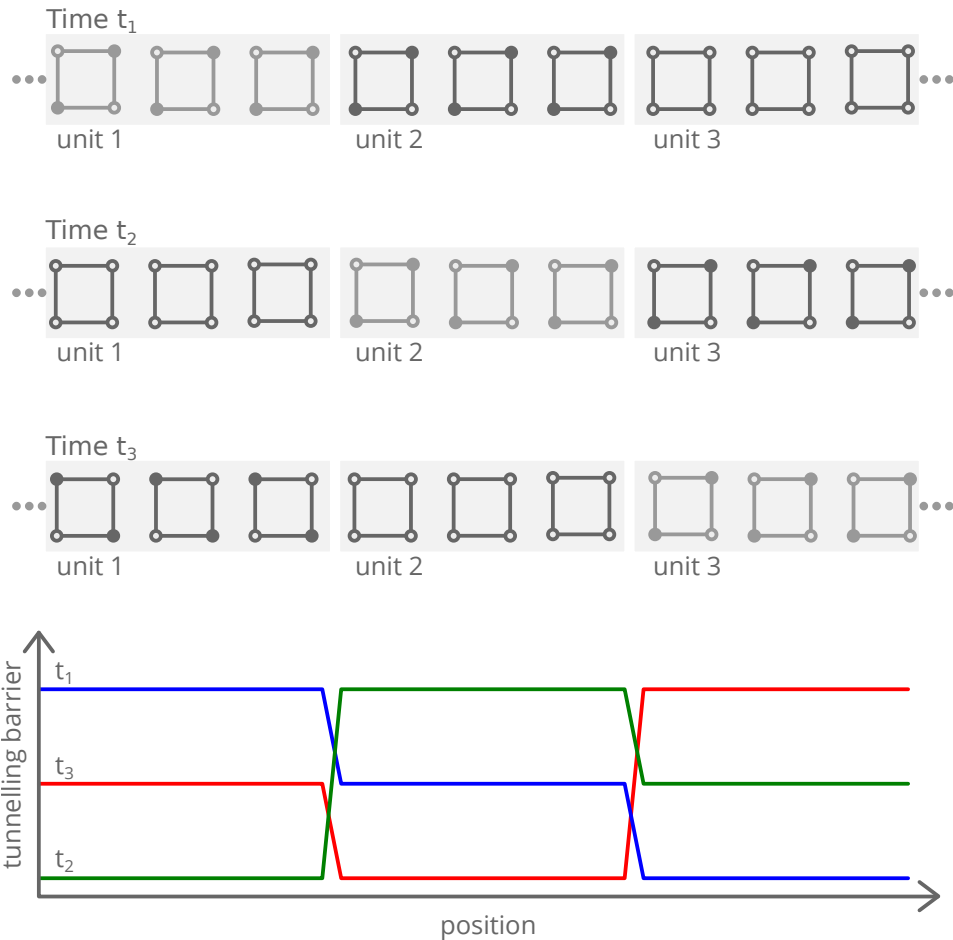 Time t₁
unit 1 unit 2 unit 3
Time t₂
unit 1 unit 2 unit 3
Time t₃
unit 1 unit 2 unit 3
tunnelling barrier
t₁
t₃
t₂
position